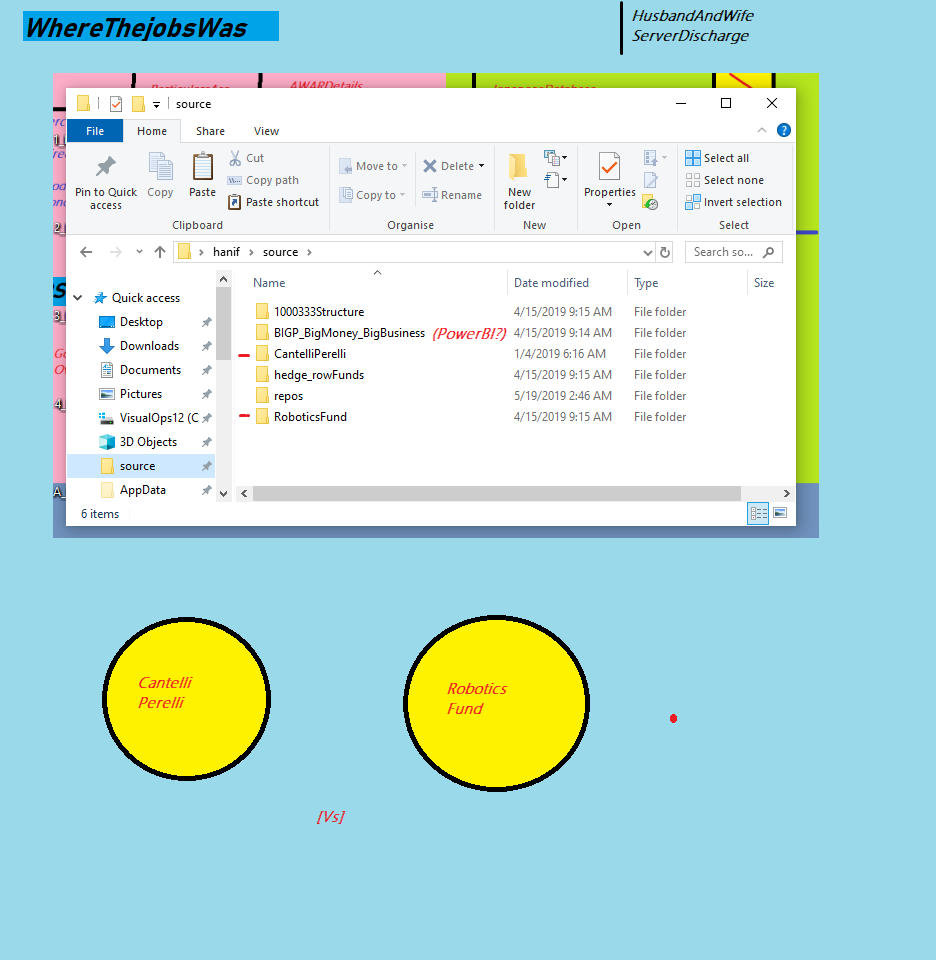 WhereThejobsWas
HusbandAndWife
ServerDischarge
AWARDetails
source
File Home Share View
Pin to Quick access
Copy
Paste
Cut
Copy path
Paste shortcut
Clipboard
Move to
Copy to
Delete
Rename
Organise
New folder
New
Properties
Open
Select all
Select none
Invert selection
Select
hanif source
Search so...
Name Date modified Type Size
Quick access
Desktop
Downloads
Documents
Pictures
VisualOps12 (C
3D Objects
source
AppData
1000333Structure 4/15/2019 9:15 AM File folder
BIGP_BigMoney_BigBusiness (PowerBI?) 4/15/2019 9:14 AM File folder
CantelliPerelli 1/4/2019 6:16 AM File folder
hedge_rowFunds 4/15/2019 9:15 AM File folder
repos 5/19/2019 2:46 AM File folder
RoboticsFund 4/15/2019 9:15 AM File folder
6 items
Cantelli
Perelli
Robotics
Fund
[Vs]